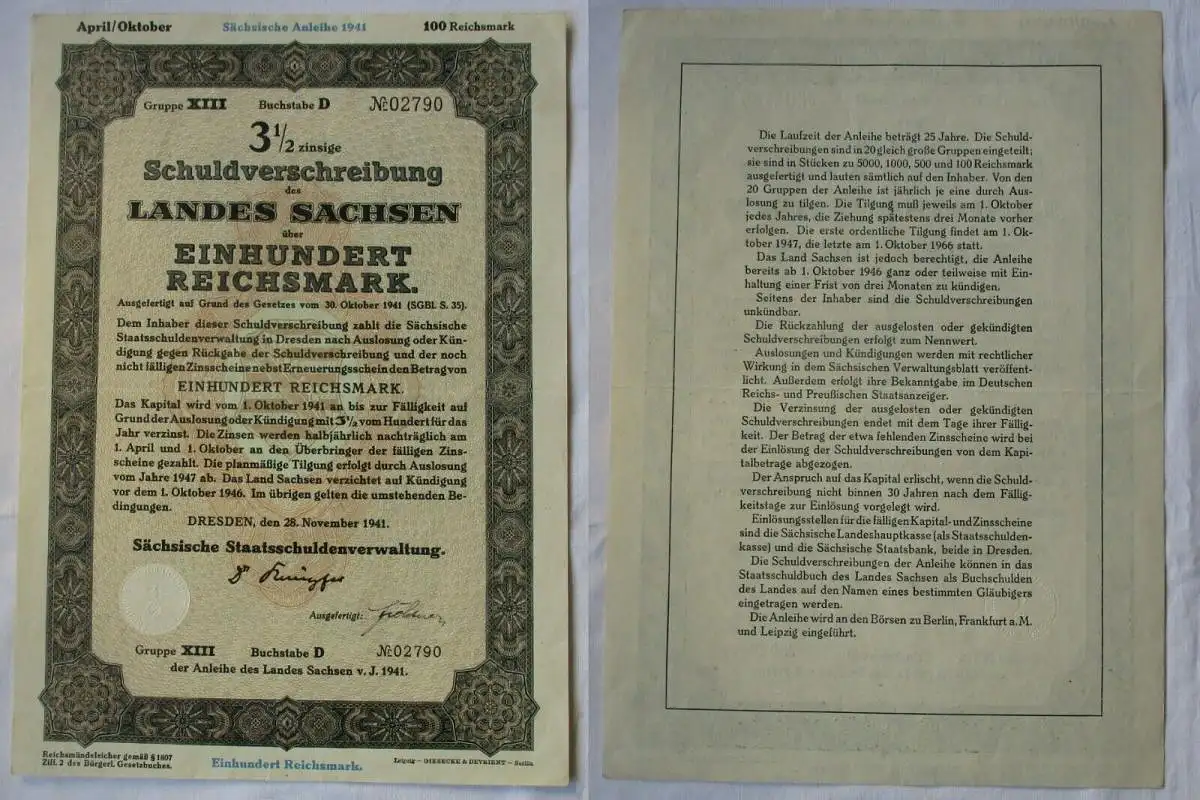 April/Oktober Sächsische Anleihe 1941 100 Reichsmark
Gruppe XIII Buchstabe D №02790
3½ zinsige
Schuldverschreibung
des
LANDES SACHSEN
über
EINHUNDERT
REICHSMARK.
Ausgefertigt auf Grund des Gesetzes vom 30. Oktober 1941 (SGBl. S. 35).
Dem Inhaber dieser Schuldverschreibung zahlt die Sächsische
Staatsschuldenverwaltung in Dresden nach Auslosung oder Kün-
digung gegen Rückgabe der Schuldverschreibung und der noch
nicht fälligen Zinsscheine nebst Erneuerungsschein den Betrag von
EINHUNDERT REICHSMARK.
Das Kapital wird vom 1. Oktober 1941 an bis zur Fälligkeit auf
Grund der Auslosung oder Kündigung mit 3½ vom Hundert für das
Jahr verzinst. Die Zinsen werden halbjährlich nachträglich am
1. April und 1. Oktober an den Überbringer der fälligen Zins-
scheine gezahlt. Die planmäßige Tilgung erfolgt durch Auslosung
vom Jahre 1947 ab. Das Land Sachsen verzichtet auf Kündigung
vor dem 1. Oktober 1946. Im übrigen gelten die umstehenden Be-
dingungen.
DRESDEN, den 28. November 1941.
Sächsische Staatsschuldenverwaltung.
Ausgefertigt:
Gruppe XIII Buchstabe D №02790
der Anleihe des Landes Sachsen v. J. 1941.
Reichsmündelsicher gemäß § 1807
Ziff. 2 des Bürgerl. Gesetzbuches.
Einhundert Reichsmark.
Leipzig – GIESECKE & DEVRIENT – Berlin
Die Laufzeit der Anleihe beträgt 25 Jahre. Die Schuld-
verschreibungen sind in 20 gleich große Gruppen eingeteilt;
sie sind in Stücken zu 5000, 1000, 500 und 100 Reichsmark
ausgefertigt und lauten sämtlich auf den Inhaber. Von den
20 Gruppen der Anleihe ist jährlich je eine durch Aus-
losung zu tilgen. Die Tilgung muß jeweils am 1. Oktober
jedes Jahres, die Ziehung spätestens drei Monate vorher
erfolgen. Die erste ordentliche Tilgung findet am 1. Ok-
tober 1947, die letzte am 1. Oktober 1966 statt.
Das Land Sachsen ist jedoch berechtigt, die Anleihe
bereits ab 1. Oktober 1946 ganz oder teilweise mit Ein-
haltung einer Frist von drei Monaten zu kündigen.
Seitens der Inhaber sind die Schuldverschreibungen
unkündbar.
Die Rückzahlung der ausgelosten oder gekündigten
Schuldverschreibungen erfolgt zum Nennwert.
Auslosungen und Kündigungen werden mit rechtlicher
Wirkung in dem Sächsischen Verwaltungsblatt veröffent-
licht. Außerdem erfolgt ihre Bekanntgabe im Deutschen
Reichs- und Preußischen Staatsanzeiger.
Die Verzinsung der ausgelosten oder gekündigten
Schuldverschreibungen endet mit dem Tage ihrer Fällig-
keit. Der Betrag der etwa fehlenden Zinsscheine wird bei
der Einlösung der Schuldverschreibungen von dem Kapi-
talbetrage abgezogen.
Der Anspruch auf das Kapital erlischt, wenn die Schuld-
verschreibung nicht binnen 30 Jahren nach dem Fällig-
keitstage zur Einlösung vorgelegt wird.
Einlösungsstellen für die fälligen Kapital- und Zinsscheine
sind die Sächsische Landeshauptkasse (als Staatsschulden-
kasse) und die Sächsische Staatsbank, beide in Dresden.
Die Schuldverschreibungen der Anleihe können in das
Staatsschuldbuch des Landes Sachsen als Buchschulden
des Landes auf den Namen eines bestimmten Gläubigers
eingetragen werden.
Die Anleihe wird an den Börsen zu Berlin, Frankfurt a. M.
und Leipzig eingeführt.